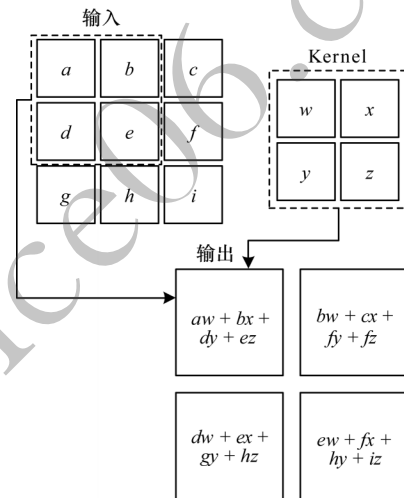 输入
a b c
d e f
g h i
Kernel
w x
y z
输出
aw + bx +
dy + ez
bw + cx +
fy + fz
dw + ex +
gy + hz
ew + fx +
hy + iz